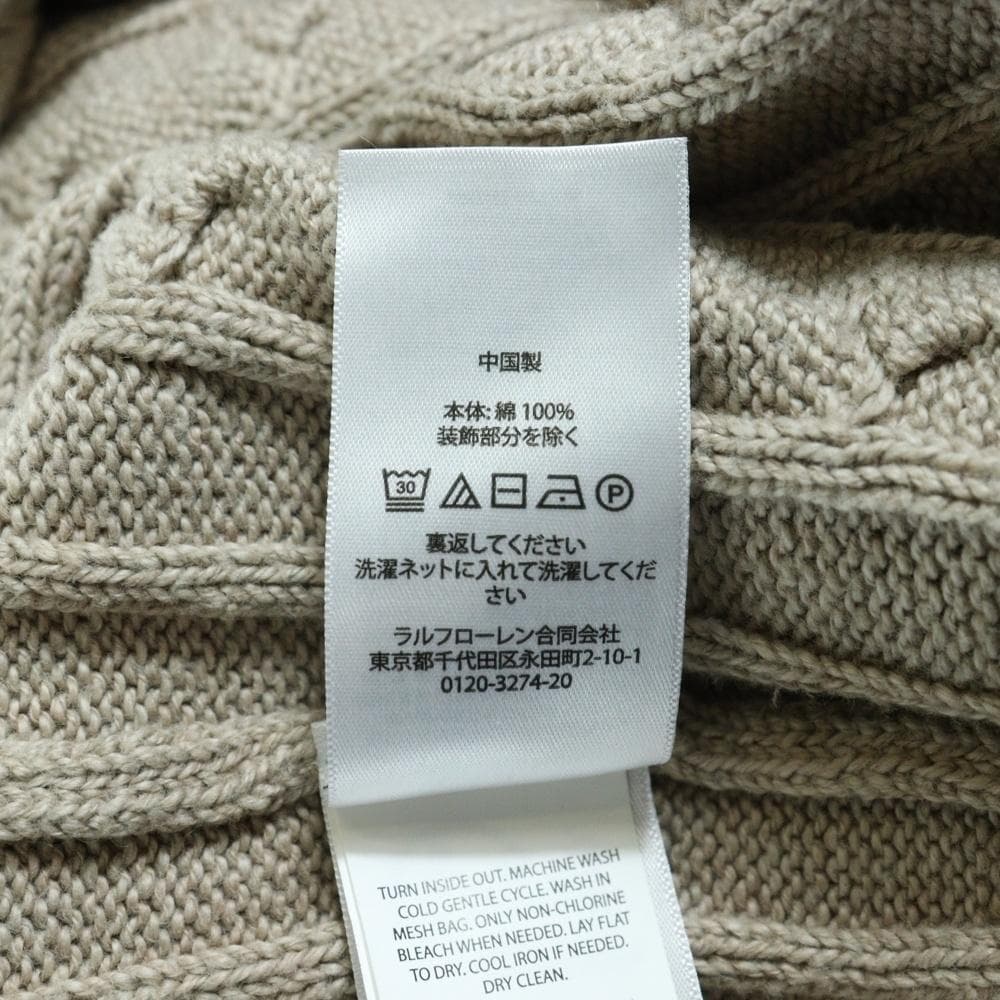 中国製
本体: 綿 100%
装飾部分を除く
30
P
裏返してください
洗濯ネットに入れて洗濯してくだ
さい
ラルフローレン合同会社
東京都千代田区永田町2-10-1
0120-3274-20
TURN INSIDE OUT. MACHINE WASH
COLD GENTLE CYCLE. WASH IN
MESH BAG. ONLY NON-CHLORINE
BLEACH WHEN NEEDED. LAY FLAT
TO DRY. COOL IRON IF NEEDED.
DRY CLEAN.